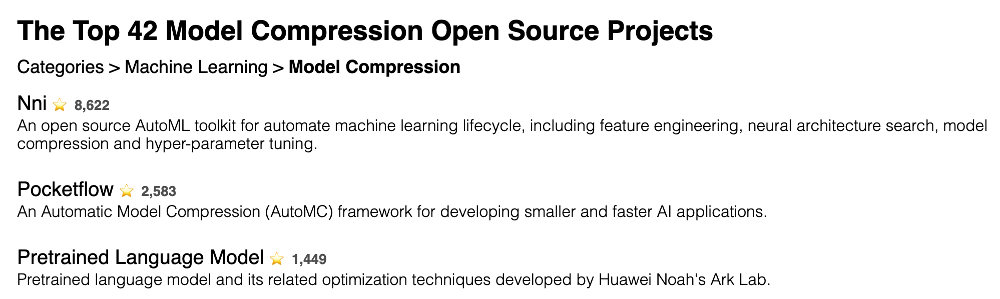 The Top 42 Model Compression Open Source Projects
Categories > Machine Learning > Model Compression
Nni ⭐ 8,622
An open source AutoML toolkit for automate machine learning lifecycle, including feature engineering, neural architecture search, model
compression and hyper-parameter tuning.
Pocketflow ⭐ 2,583
An Automatic Model Compression (AutoMC) framework for developing smaller and faster AI applications.
Pretrained Language Model ⭐ 1,449
Pretrained language model and its related optimization techniques developed by Huawei Noah's Ark Lab.